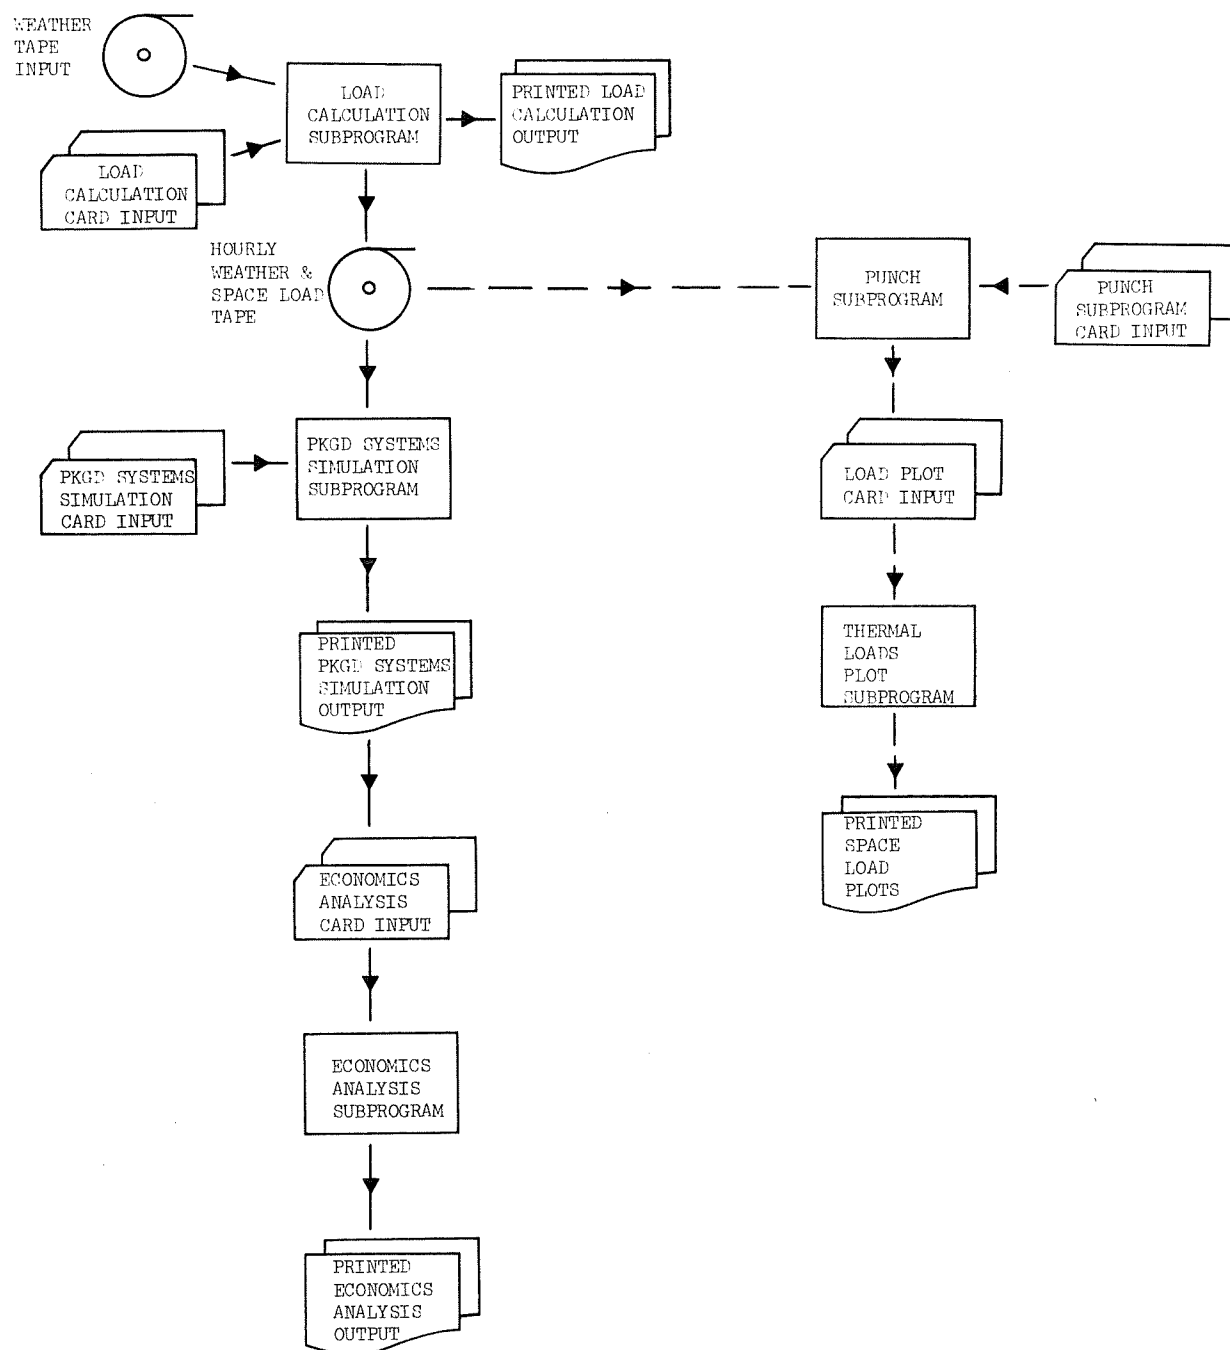 WEATHER
TAPE
INPUT
LOAD
CALCULATION
SUBPROGRAM
PRINTED LOAD
CALCULATION
OUTPUT
LOAD
CALCULATION
CARD INPUT
HOURLY
WEATHER &
SPACE LOAD
TAPE
PUNCH
SUBPROGRAM
PUNCH
SUBPROGRAM
CARD INPUT
PKGD SYSTEMS
SIMULATION
CARD INPUT
PKGD SYSTEMS
SIMULATION
SUBPROGRAM
LOAD PLOT
CARD INPUT
PRINTED
PKGD SYSTEMS
SIMULATION
OUTPUT
THERMAL
LOADS
PLOT
SUBPROGRAM
ECONOMICS
ANALYSIS
CARD INPUT
PRINTED
SPACE
LOAD
PLOTS
ECONOMICS
ANALYSIS
SUBPROGRAM
PRINTED
ECONOMICS
ANALYSIS
OUTPUT